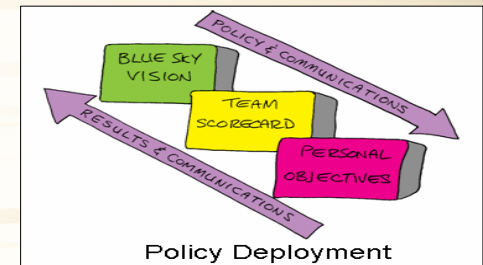 POLICY & COMMUNICATIONS
BLUE SKY
VISION
TEAM
SCORECARD
PERSONAL
OBJECTIVES
RESULTS & COMMUNICATIONS
Policy Deployment